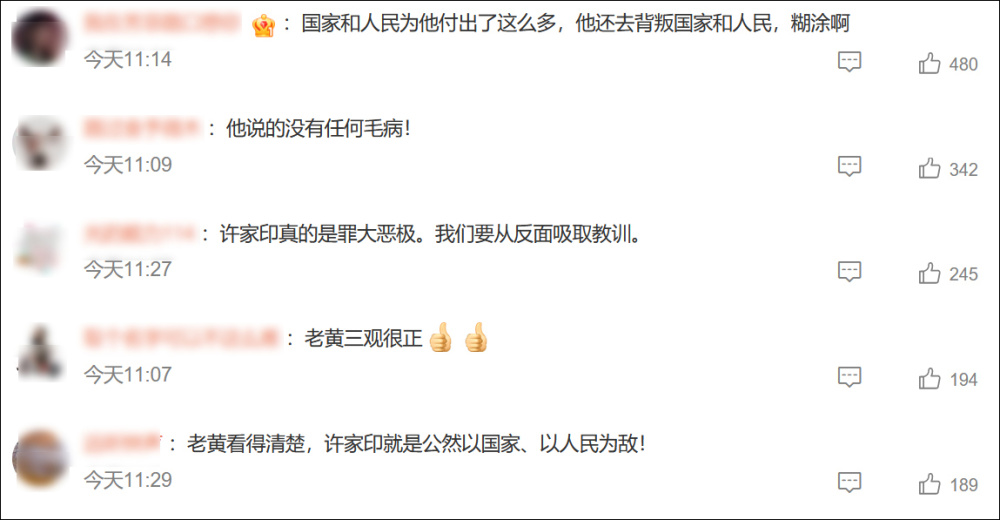 ：国家和人民为他付出了这么多，他还去背叛国家和人民，糊涂啊
今天11:14
480
：他说的没有任何毛病！
今天11:09
342
：许家印真的是罪大恶极。我们要从反面吸取教训。
今天11:27
245
：老黄三观很正
今天11:07
194
：老黄看得清楚，许家印就是公然以国家、以人民为敌！
今天11:29
189